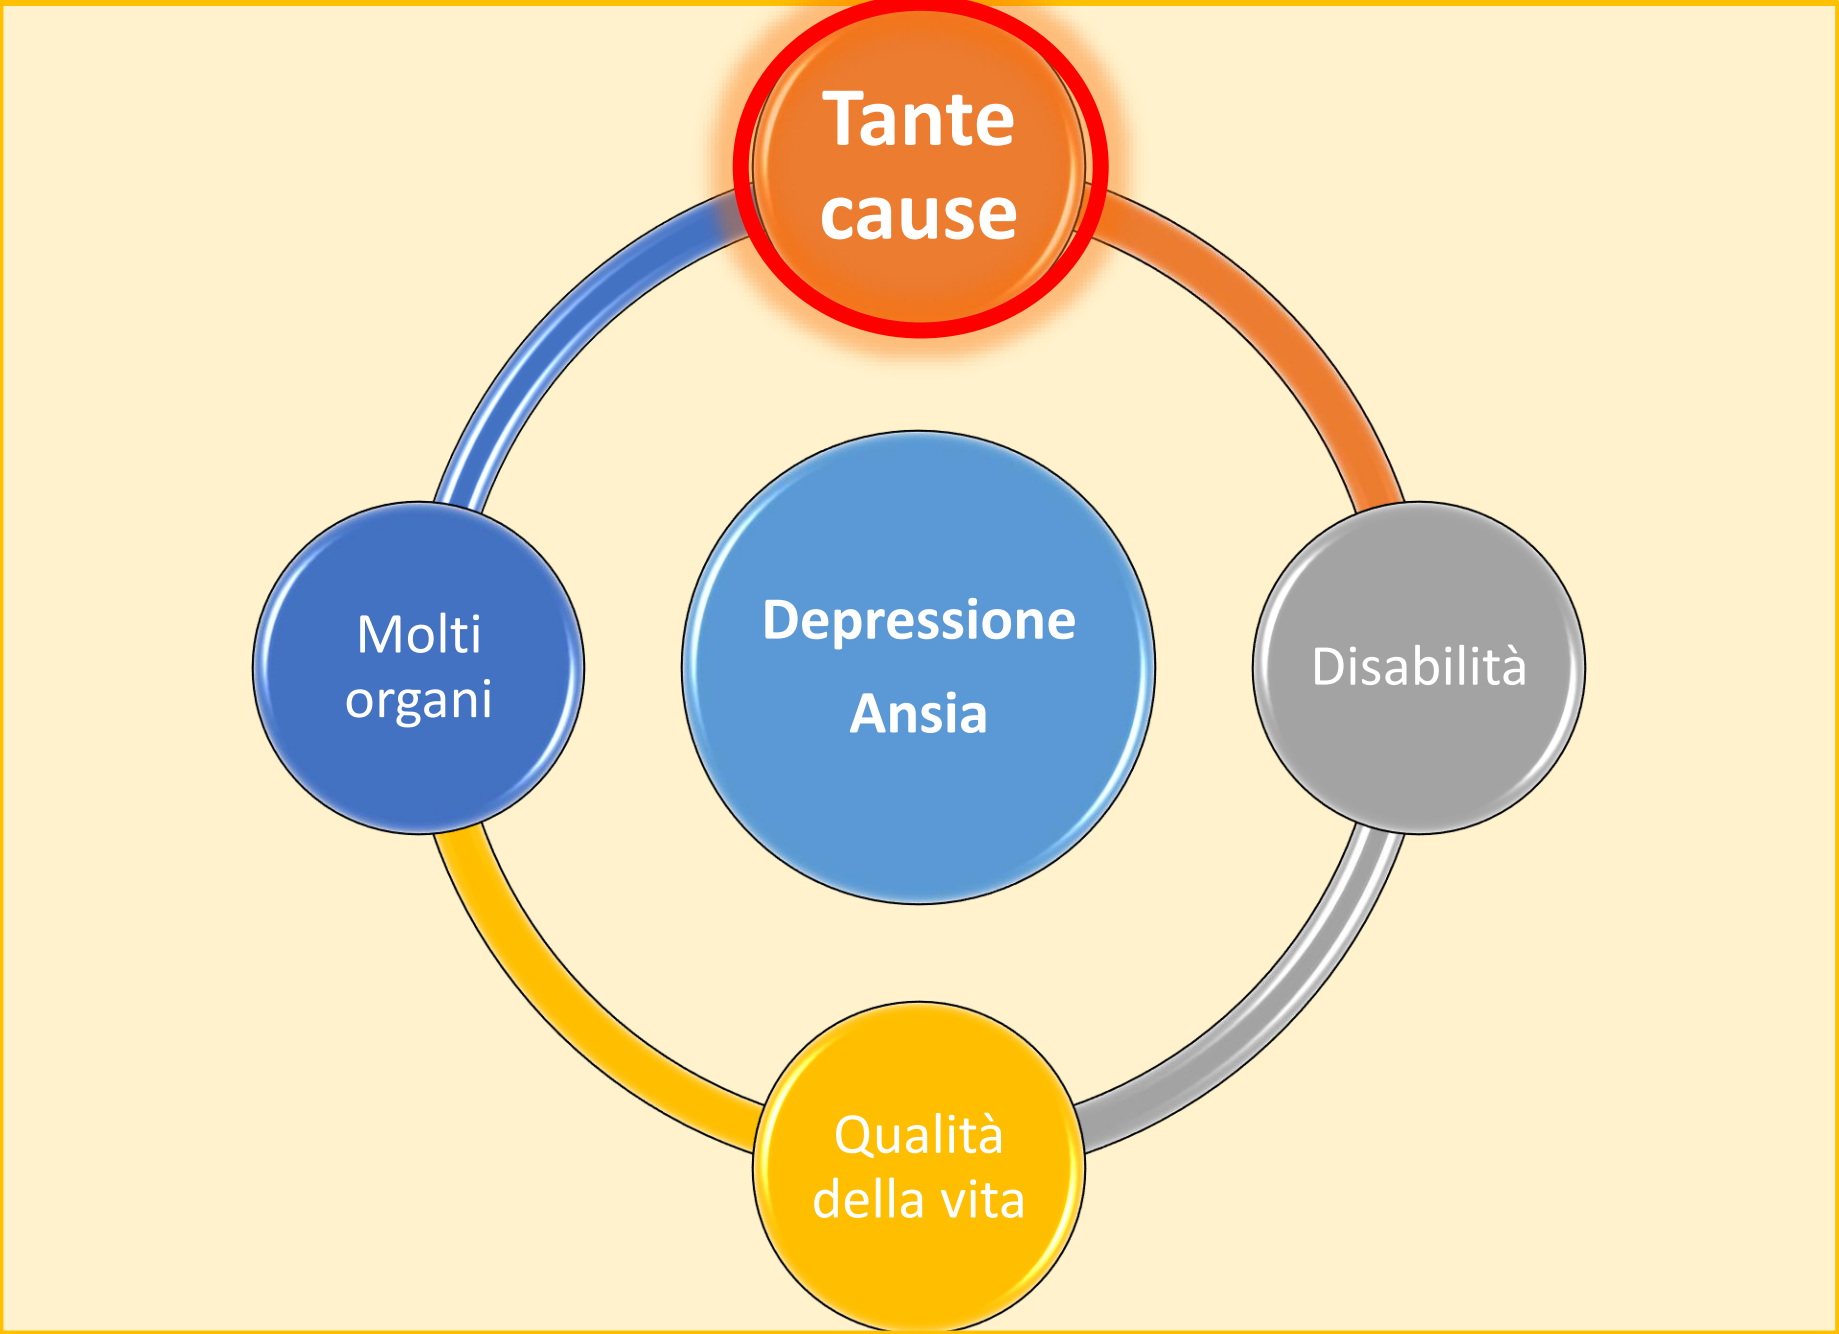 Tante
cause
Molti
organi
Depressione
Ansia
Disabilità
Qualità
della vita